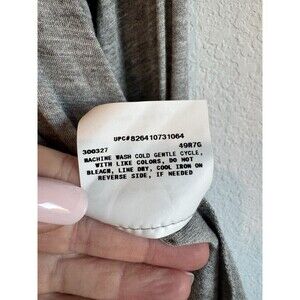 UPC#826410731064
300327 49R7G
MACHINE WASH COLD GENTLE CYCLE,
WITH LIKE COLORS, DO NOT
BLEACH, LINE DRY, COOL IRON ON
REVERSE SIDE, IF NEEDED